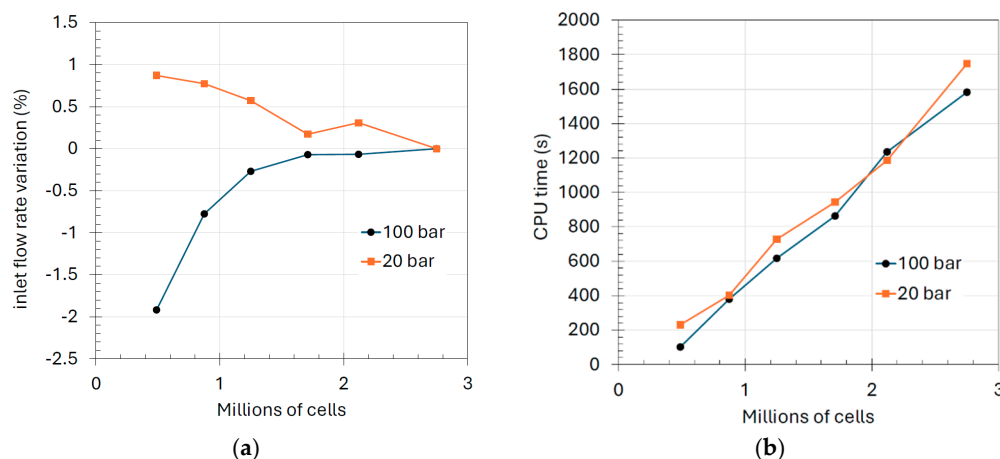 1.5
1
0.5
0
-0.5
-1
-1.5
-2
-2.5
inlet flow rate variation (%)
100 bar
20 bar
0
1
2
3
Millions of cells
(a)
2000
1800
1600
1400
1200
1000
800
600
400
200
0
CPU time (s)
100 bar
20 bar
0
1
2
3
Millions of cells
(b)